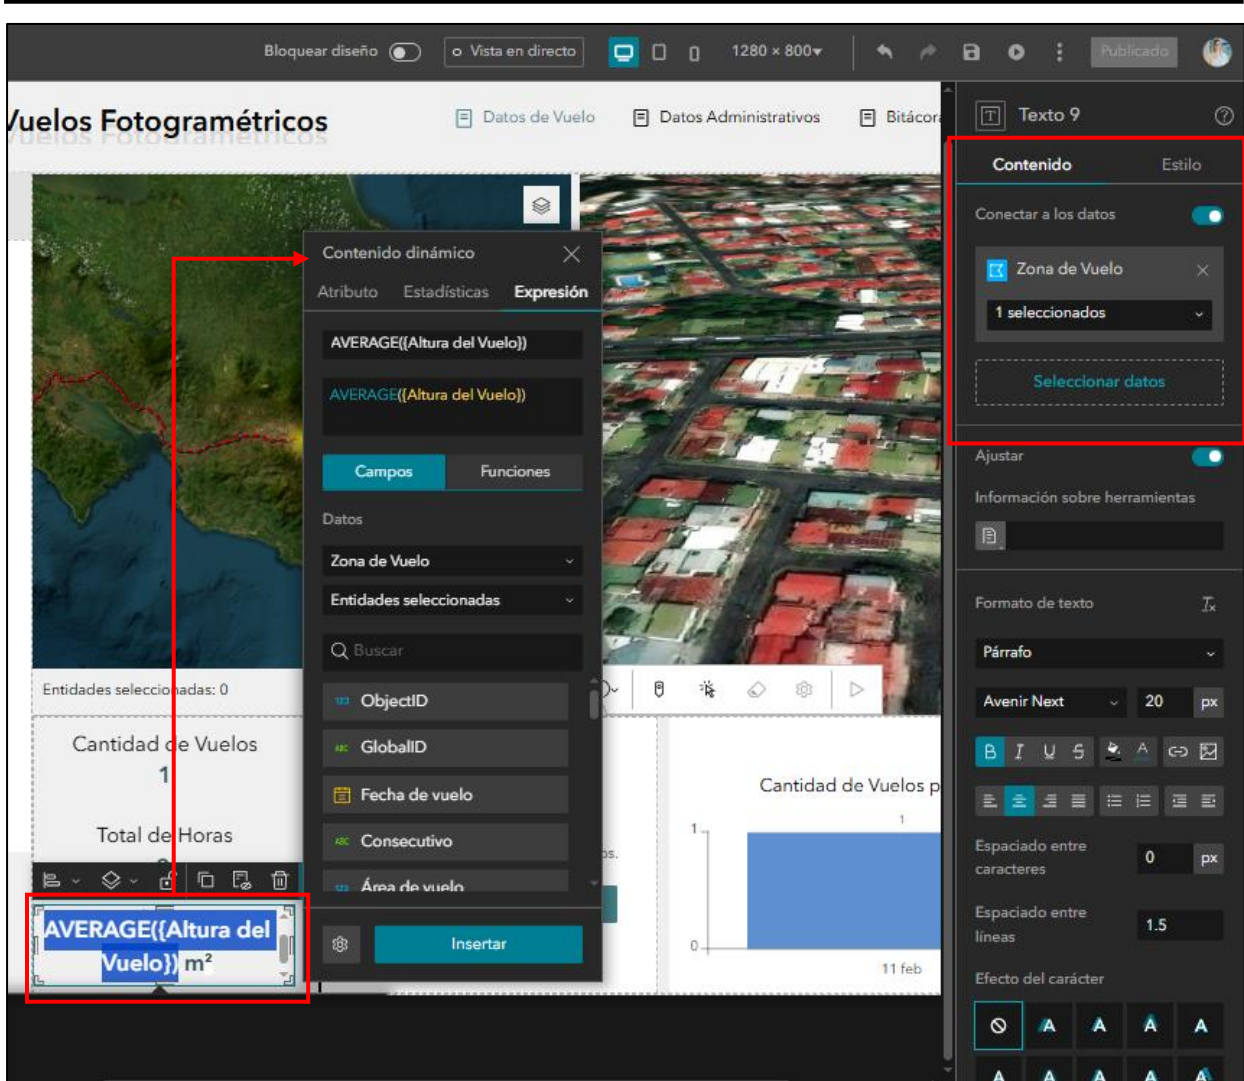 Bloquear diseño
Vista en directo
1280 × 800
Publicado
Vuelos Fotogramétricos
Datos de Vuelo
Datos Administrativos
Texto 9
Contenido
Estilo
Conectar a los datos
Zona de Vuelo
1 seleccionados
Seleccionar datos
Ajustar
Información sobre herramientas
Formato de texto
Párrafo
Avenir Next
20
px
B I U S
A
Espaciado entre
caracteres
0
px
Espaciado entre
líneas
1.5
Efecto del carácter
A A A A
A A A A A
Contenido dinámico
Atributo Estadísticas Expresión
AVERAGE({Altura del Vuelo})
AVERAGE({Altura del Vuelo})
Campos
Funciones
Datos
Zona de Vuelo
Entidades seleccionadas
Buscar
123 ObjectID
ABC GlobalID
Fecha de vuelo
ABC Consecutivo
123 Área de vuelo
Insertar
Entidades seleccionadas: 0
Cantidad de Vuelos
1
Total de Horas
AVERAGE({Altura del
Vuelo}) m²
os.
Cantidad de Vuelos p
1
1
0
11 feb